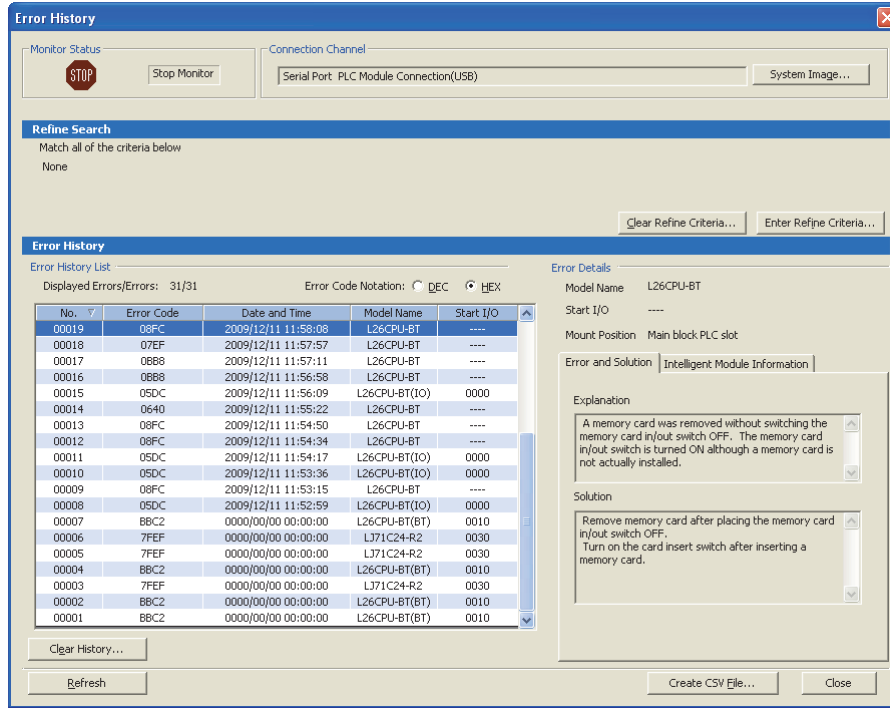 Error History
Monitor Status
STOP
Stop Monitor
Connection Channel
Serial Port PLC Module Connection(USB)
System Image...
Refine Search
Match all of the criteria below
None
Clear Refine Criteria...
Enter Refine Criteria...
Error History
Error History List
Displayed Errors/Errors: 31/31
Error Code Notation: DEC HEX
No. Error Code Date and Time Model Name Start I/O
00019 08FC 2009/12/11 11:58:08 L26CPU-BT ----
00018 07EF 2009/12/11 11:57:57 L26CPU-BT ----
00017 0BB8 2009/12/11 11:57:11 L26CPU-BT ----
00016 0BB8 2009/12/11 11:56:58 L26CPU-BT ----
00015 05DC 2009/12/11 11:56:09 L26CPU-BT(IO) 0000
00014 0640 2009/12/11 11:55:22 L26CPU-BT ----
00013 08FC 2009/12/11 11:54:50 L26CPU-BT ----
00012 08FC 2009/12/11 11:54:34 L26CPU-BT ----
00011 05DC 2009/12/11 11:54:17 L26CPU-BT(IO) 0000
00010 05DC 2009/12/11 11:53:36 L26CPU-BT(IO) 0000
00009 08FC 2009/12/11 11:53:15 L26CPU-BT ----
00008 05DC 2009/12/11 11:52:59 L26CPU-BT(IO) 0000
00007 BBC2 0000/00/00 00:00:00 L26CPU-BT(BT) 0010
00006 7FEF 0000/00/00 00:00:00 LJ71C24-R2 0030
00005 7FEF 0000/00/00 00:00:00 LJ71C24-R2 0030
00004 BBC2 0000/00/00 00:00:00 L26CPU-BT(BT) 0010
00003 7FEF 0000/00/00 00:00:00 LJ71C24-R2 0030
00002 BBC2 0000/00/00 00:00:00 L26CPU-BT(BT) 0010
00001 BBC2 0000/00/00 00:00:00 L26CPU-BT(BT) 0010
Clear History...
Error Details
Model Name L26CPU-BT
Start I/O ----
Mount Position Main block PLC slot
Error and Solution
Intelligent Module Information
Explanation
A memory card was removed without switching the
memory card in/out switch OFF. The memory card
in/out switch is turned ON although a memory card is
not actually installed.
Solution
Remove memory card after placing the memory card
in/out switch OFF.
Turn on the card insert switch after inserting a
memory card.
Refresh
Create CSV File...
Close